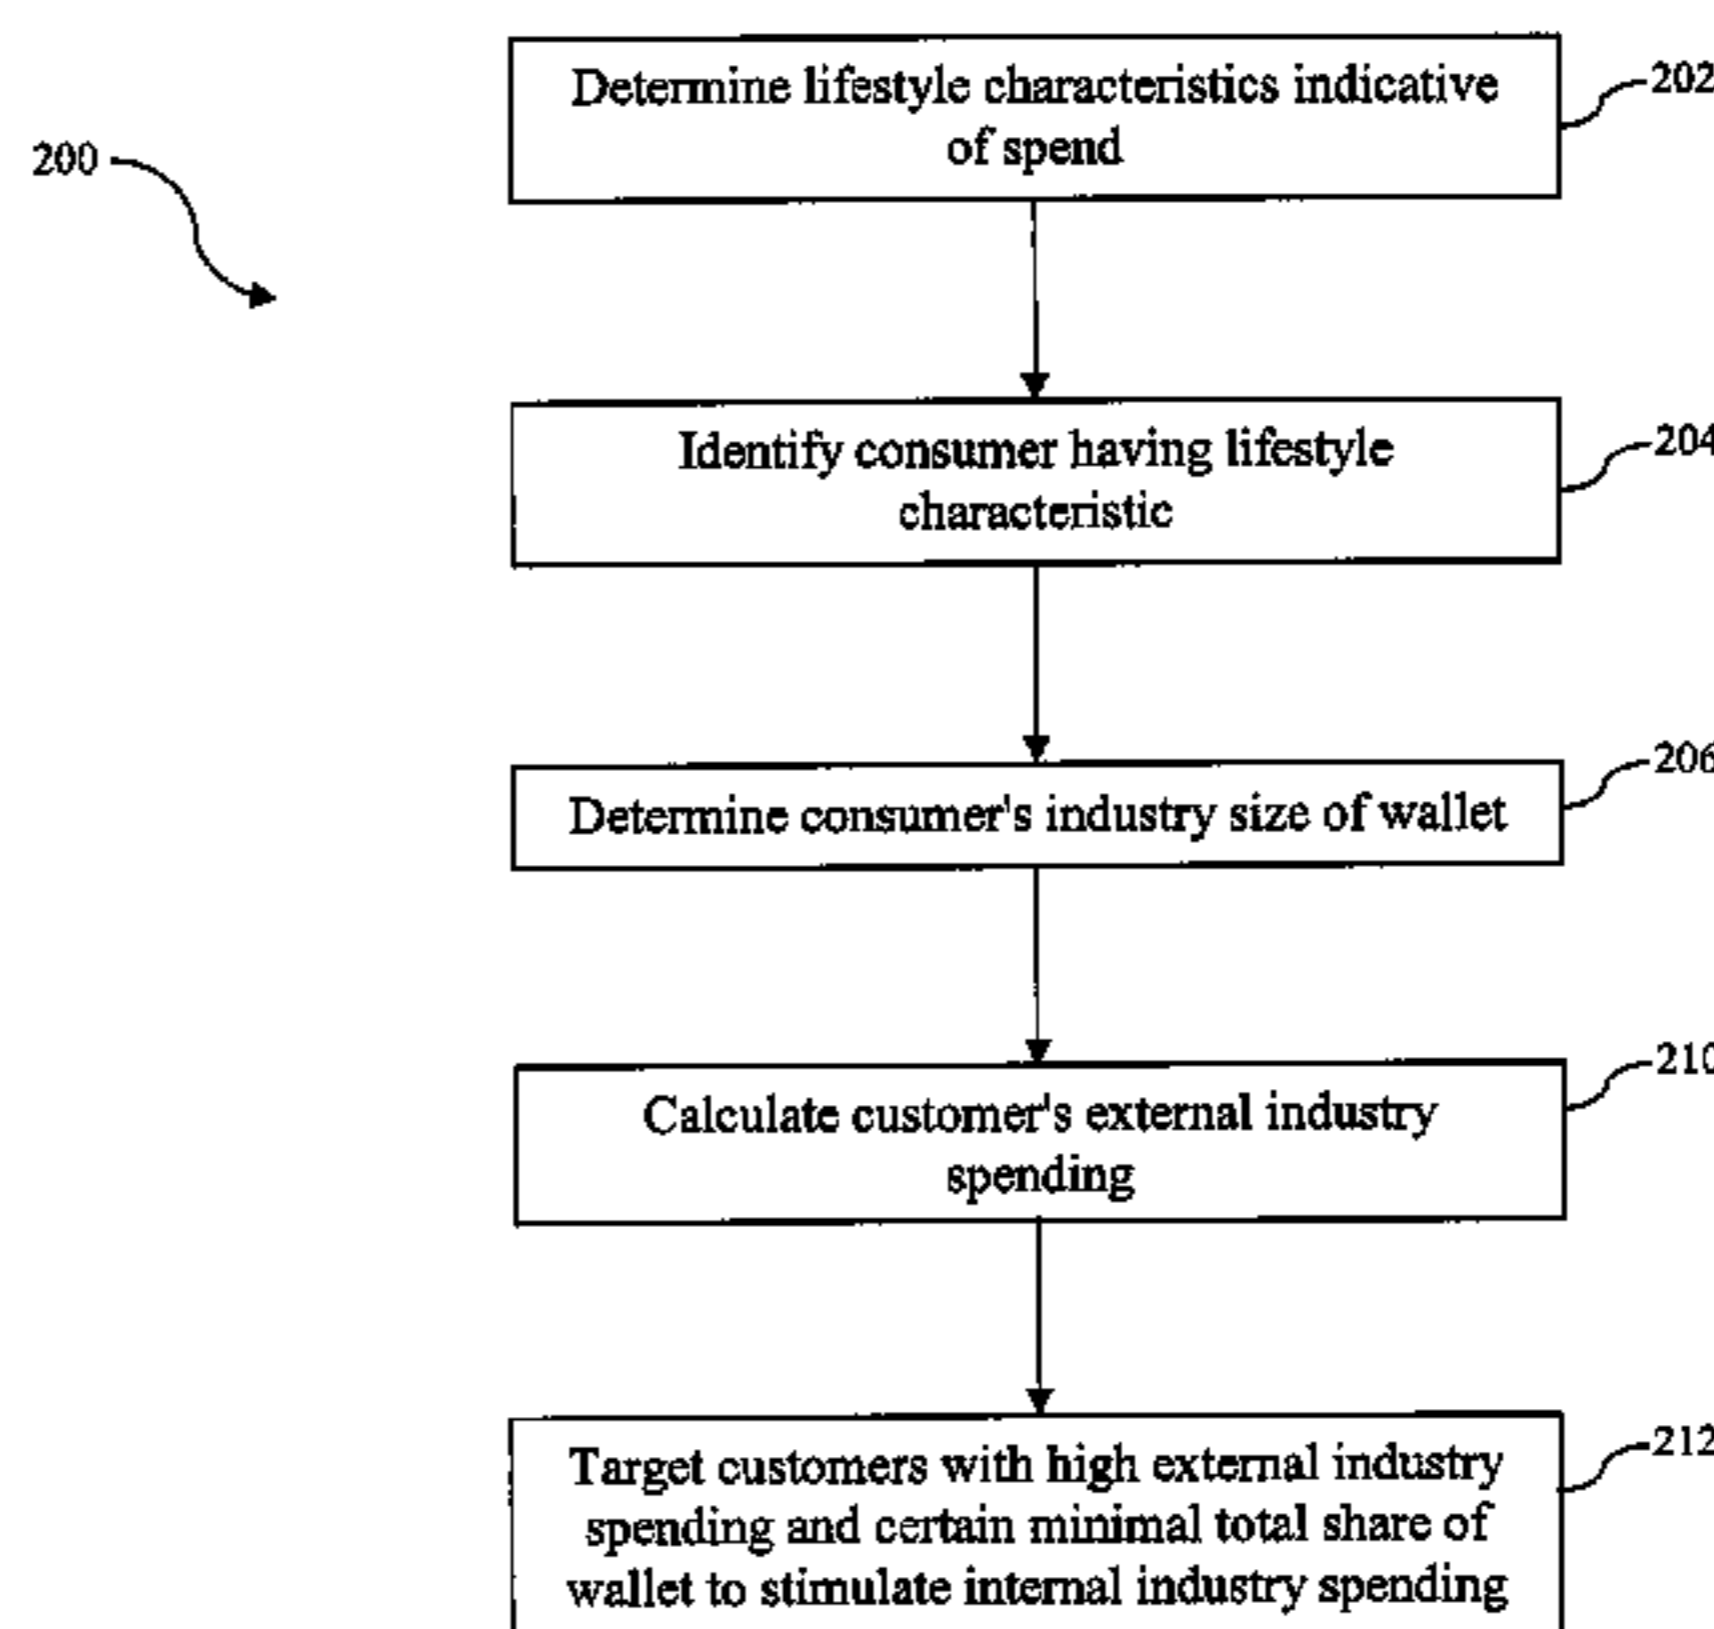 Determine lifestyle characteristics indicative
of spend
202
200
Identify consumer having lifestyle
characteristic
204
Determine consumer's industry size of wallet
206
Calculate customer's external industry
spending
210
Target customers with high external industry
spending and certain minimal total share of
wallet to stimulate internal industry spending
212